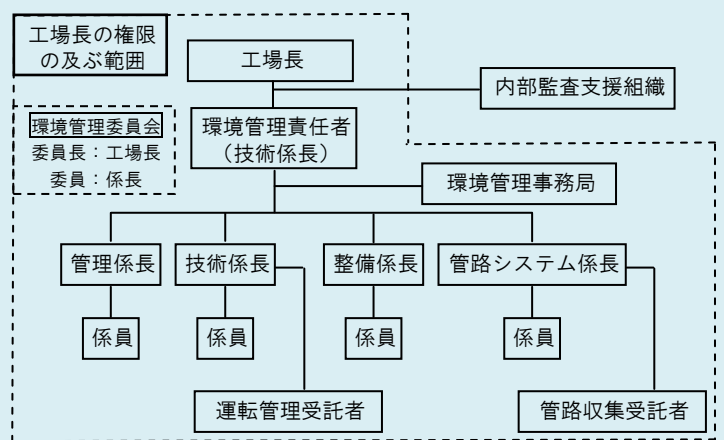 工場長の権限
の及ぶ範囲
工場長
内部監査支援組織
環境管理委員会
委員長：工場長
委員：係長
環境管理責任者
（技術係長）
環境管理事務局
管理係長
技術係長
整備係長
管路システム係長
係員
係員
係員
係員
運転管理受託者
管路収集受託者